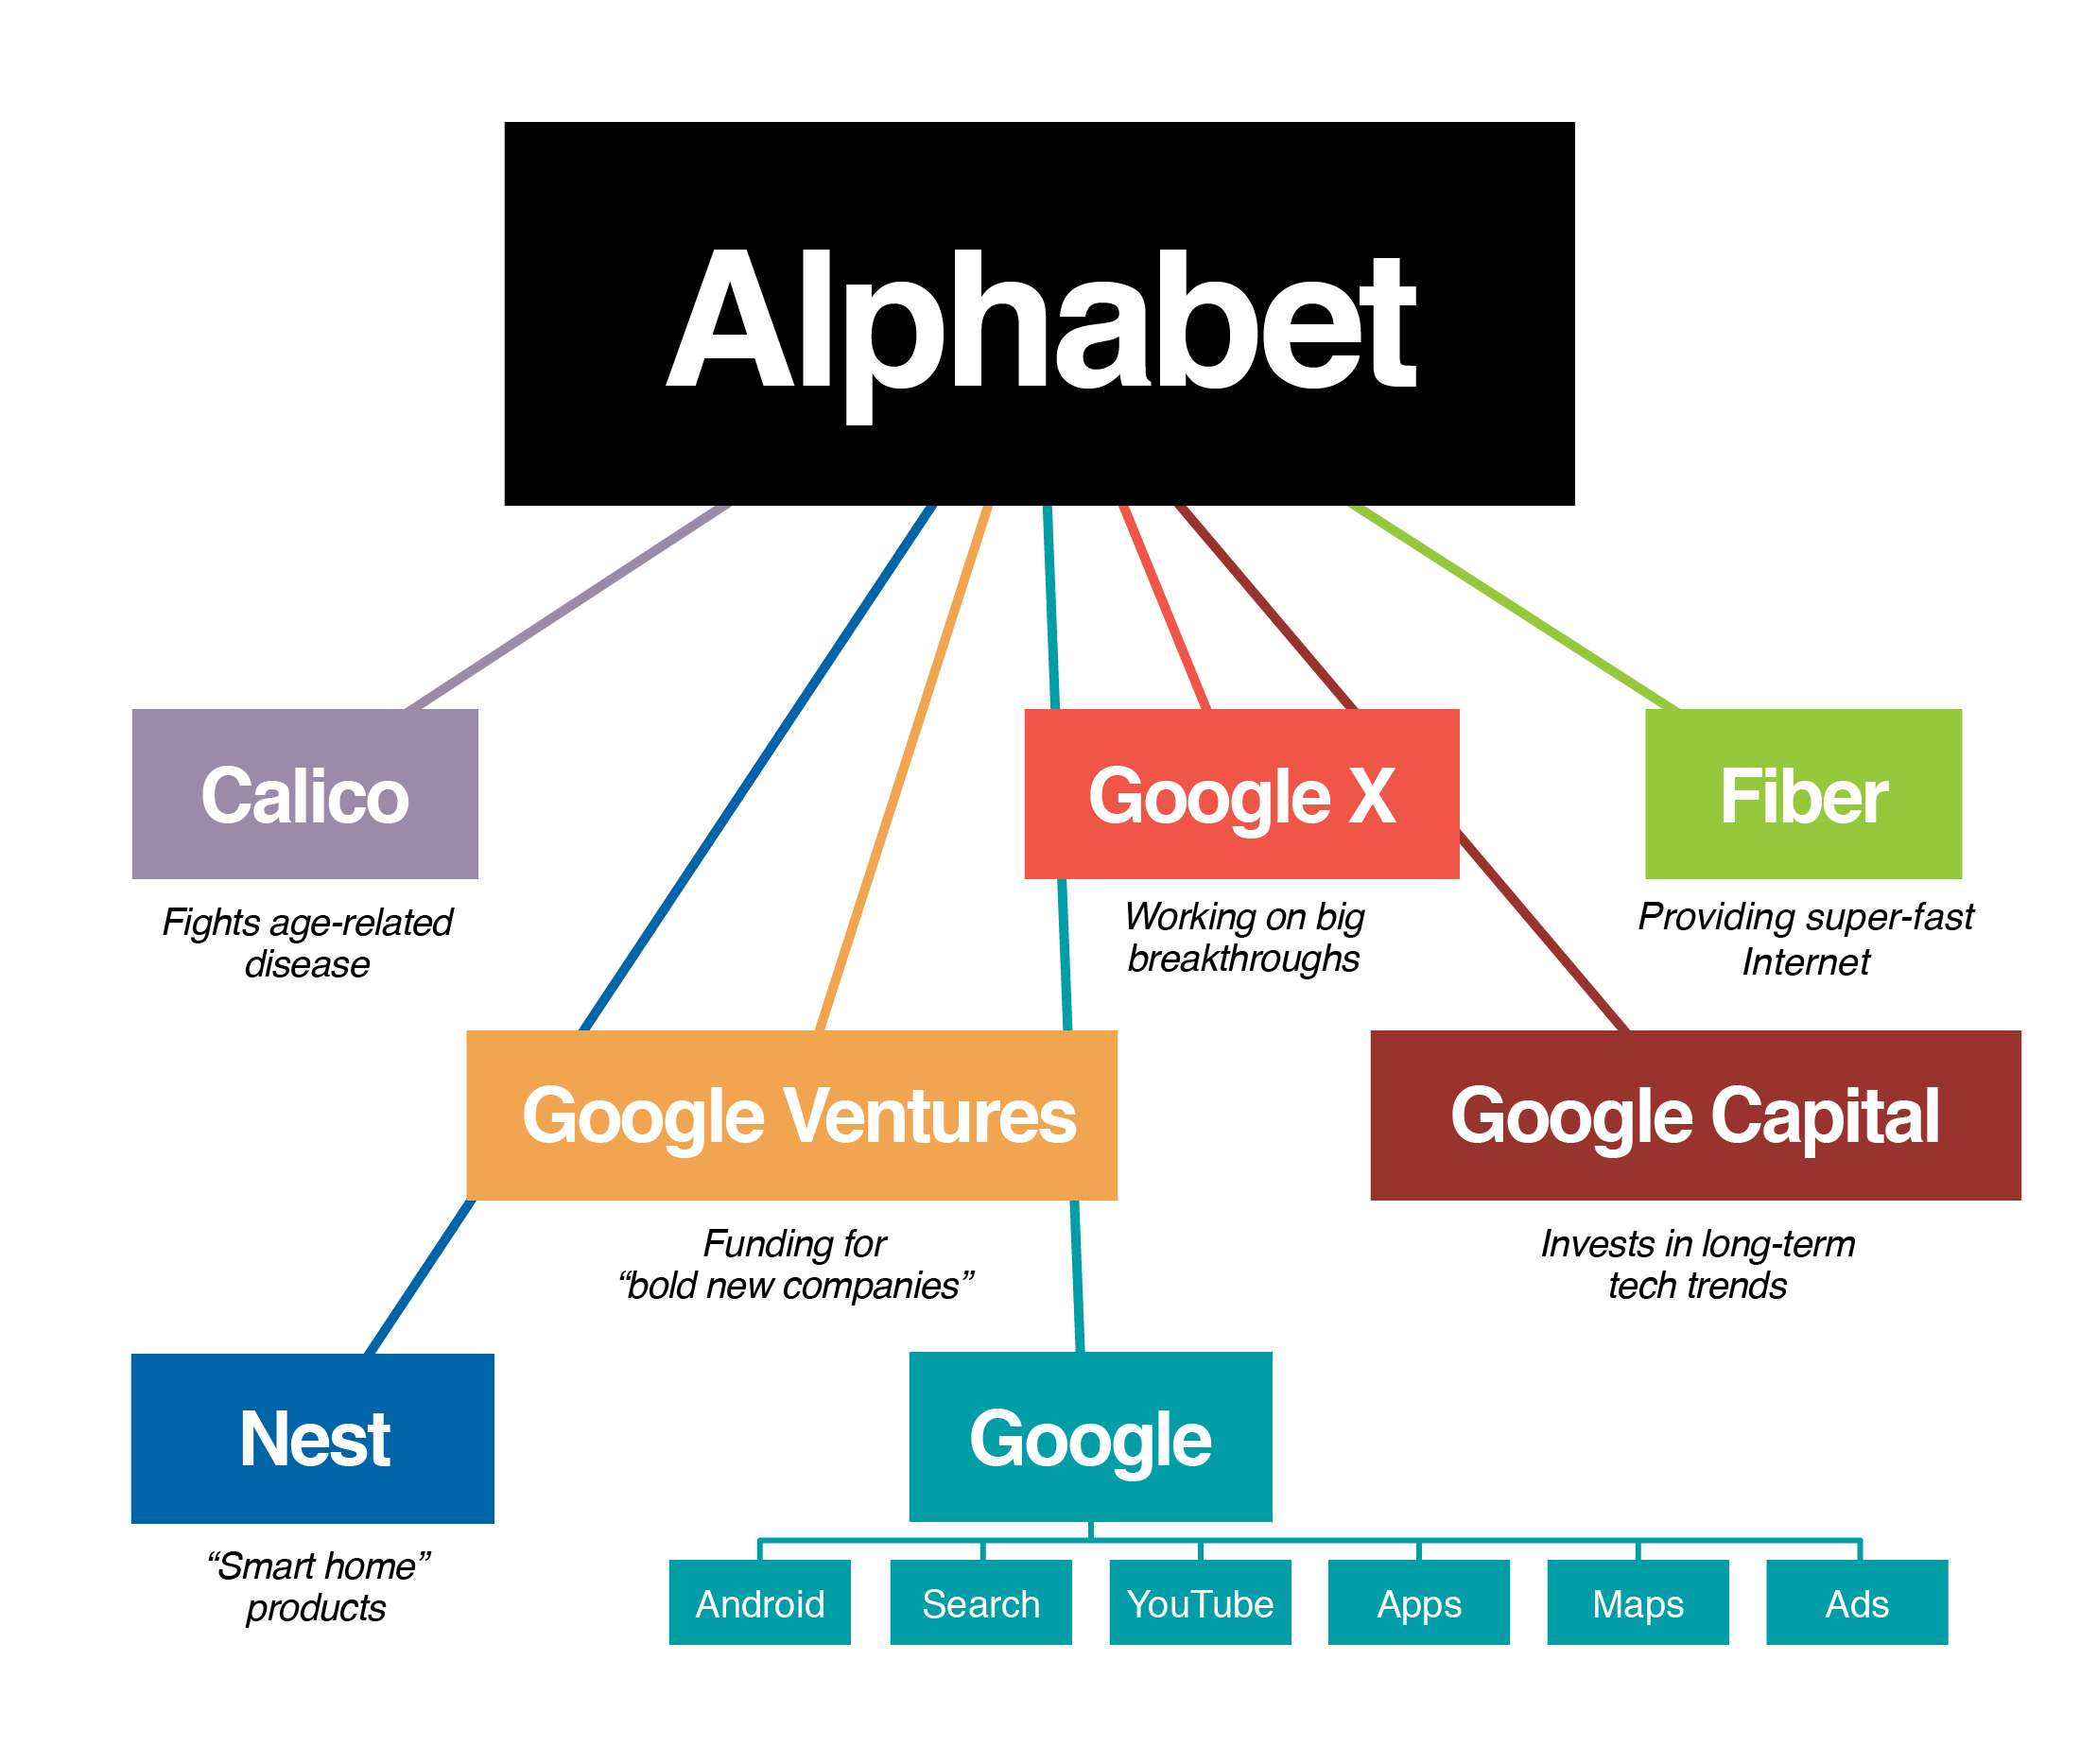 Alphabet
Calico
Fights age-related
disease
Google X
Working on big
breakthroughs
Fiber
Providing super-fast
Internet
Google Ventures
Funding for
“bold new companies”
Google Capital
Invests in long-term
tech trends
Nest
“Smart home”
products
Google
Android
Search
YouTube
Apps
Maps
Ads